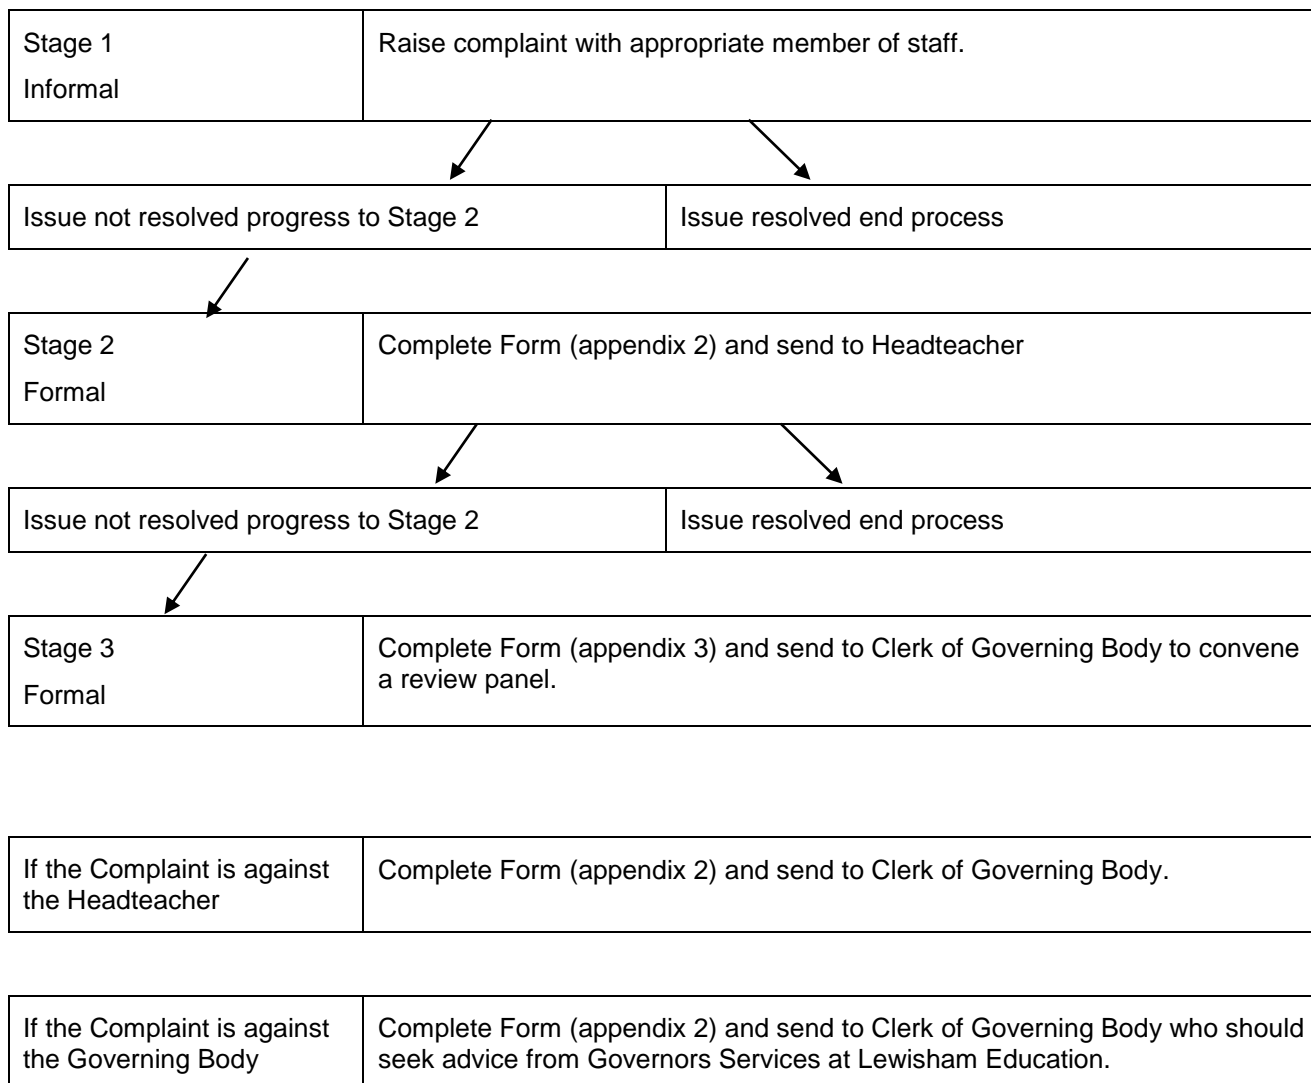 Stage 1
Informal
Raise complaint with appropriate member of staff.
Issue not resolved progress to Stage 2
Issue resolved end process
Stage 2
Formal
Complete Form (appendix 2) and send to Headteacher
Issue not resolved progress to Stage 2
Issue resolved end process
Stage 3
Formal
Complete Form (appendix 3) and send to Clerk of Governing Body to convene
a review panel.
If the Complaint is against
the Headteacher
Complete Form (appendix 2) and send to Clerk of Governing Body.
If the Complaint is against
the Governing Body
Complete Form (appendix 2) and send to Clerk of Governing Body who should
seek advice from Governors Services at Lewisham Education.